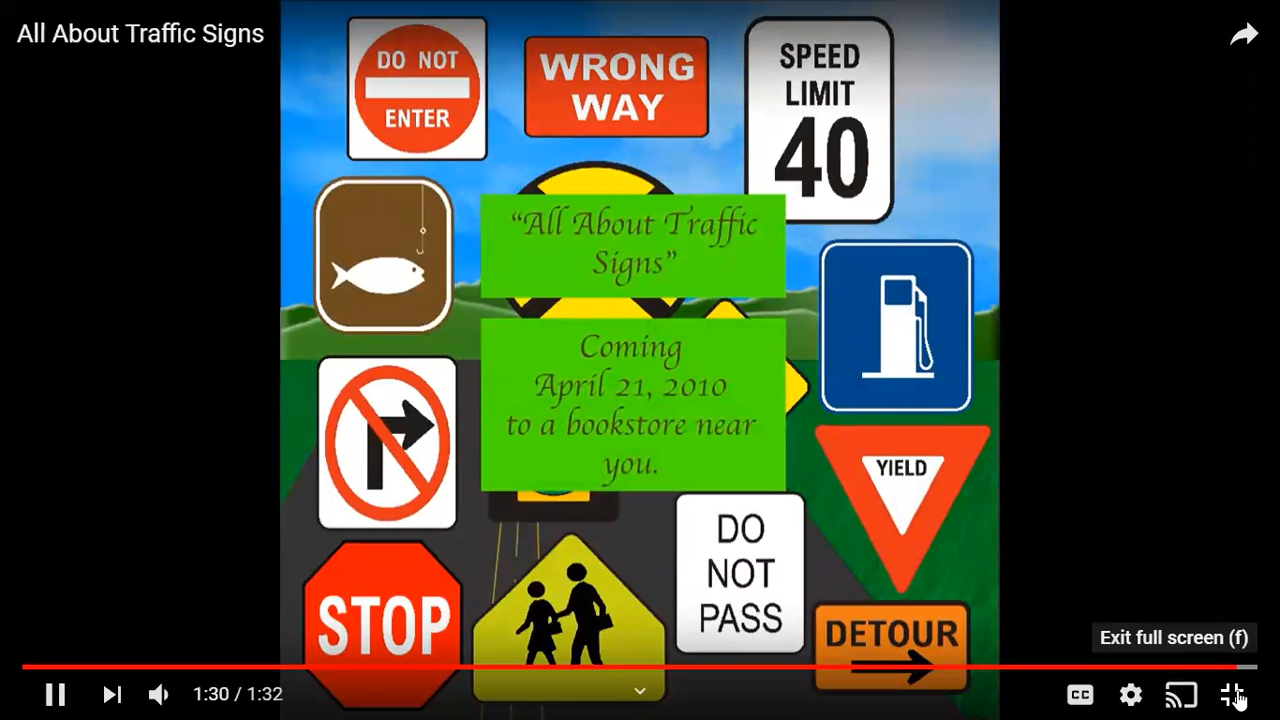 All About Traffic Signs
DO NOT
ENTER
WRONG
WAY
SPEED
LIMIT
40
“All About Traffic
Signs”
Coming
April 21, 2010
to a bookstore near
you.
YIELD
DO
NOT
PASS
STOP
DETOUR
Exit full screen (f)
1:30 / 1:32
CC